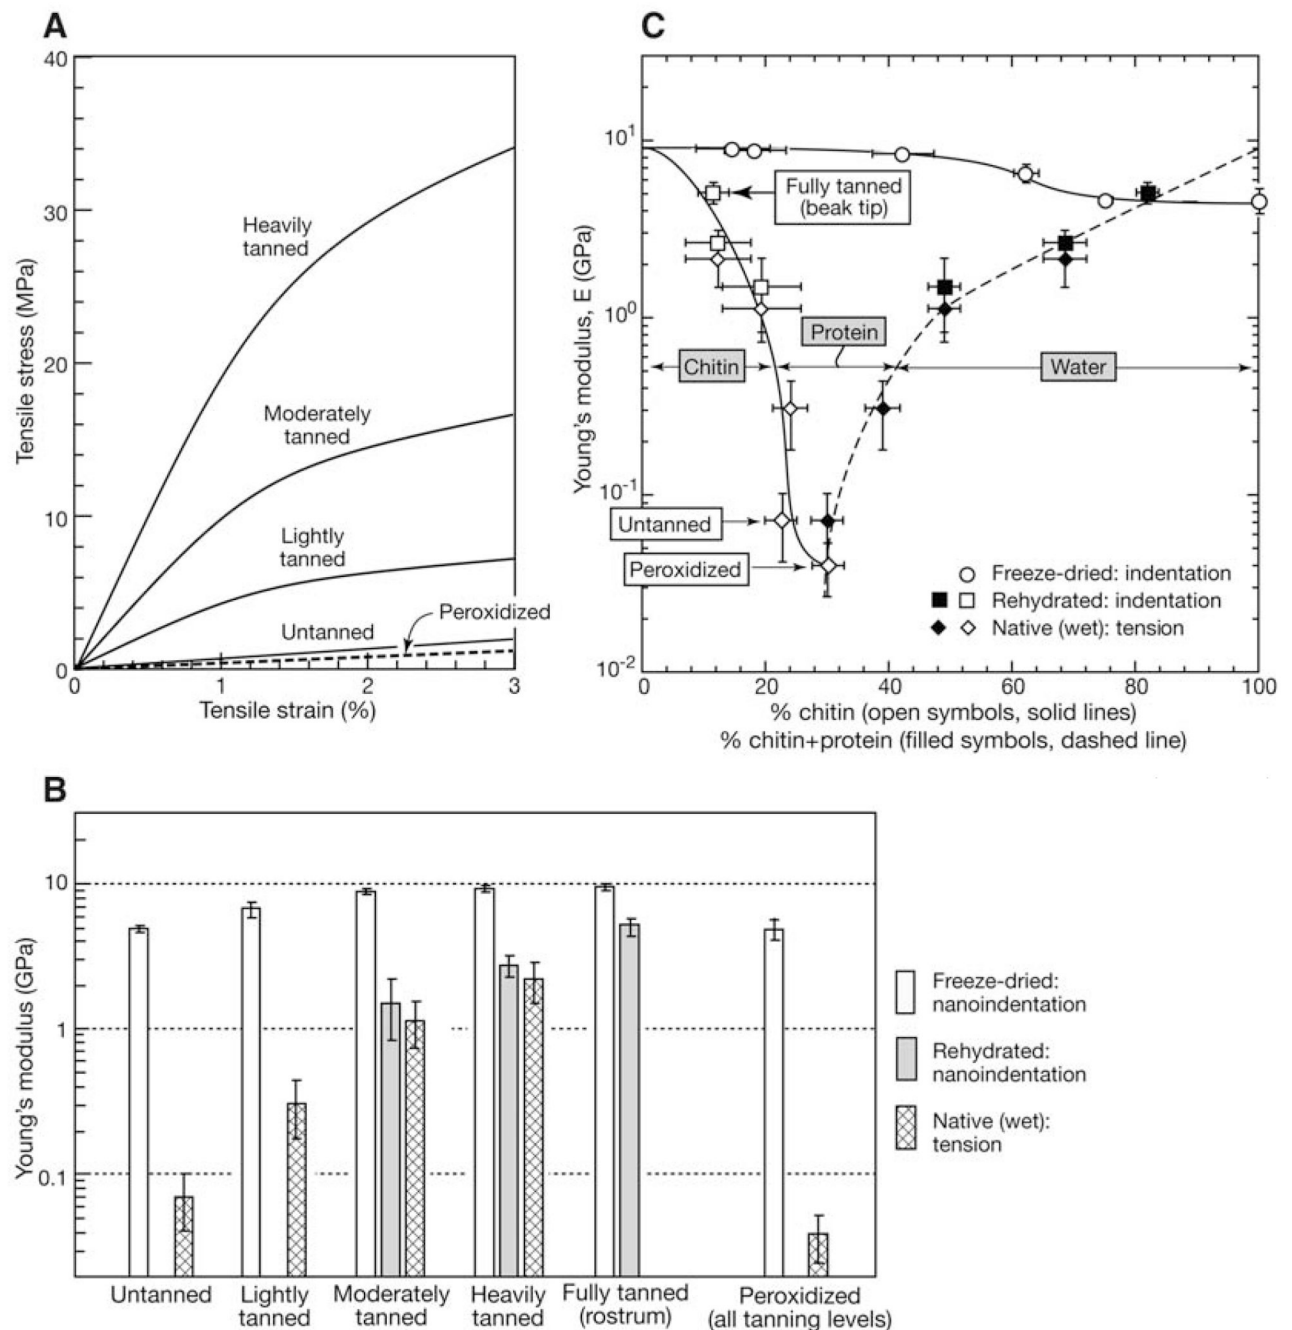 A
40
30
20
10
0
Tensile stress (MPa)
Heavily
tanned
Moderately
tanned
Lightly
tanned
Peroxidized
Untanned
0 1 2 3
Tensile strain (%)
C
10¹
10⁰
10⁻¹
10⁻²
Young's modulus, E (GPa)
Fully tanned
(beak tip)
Protein
Chitin
Water
Untanned
Peroxidized
Freeze-dried: indentation
Rehydrated: indentation
Native (wet): tension
0 20 40 60 80 100
% chitin (open symbols, solid lines)
% chitin+protein (filled symbols, dashed line)
B
10
1
0.1
Young's modulus (GPa)
Freeze-dried:
nanoindentation
Rehydrated:
nanoindentation
Native (wet):
tension
Untanned
Lightly
tanned
Moderately
tanned
Heavily
tanned
Fully tanned
(rostrum)
Peroxidized
(all tanning levels)